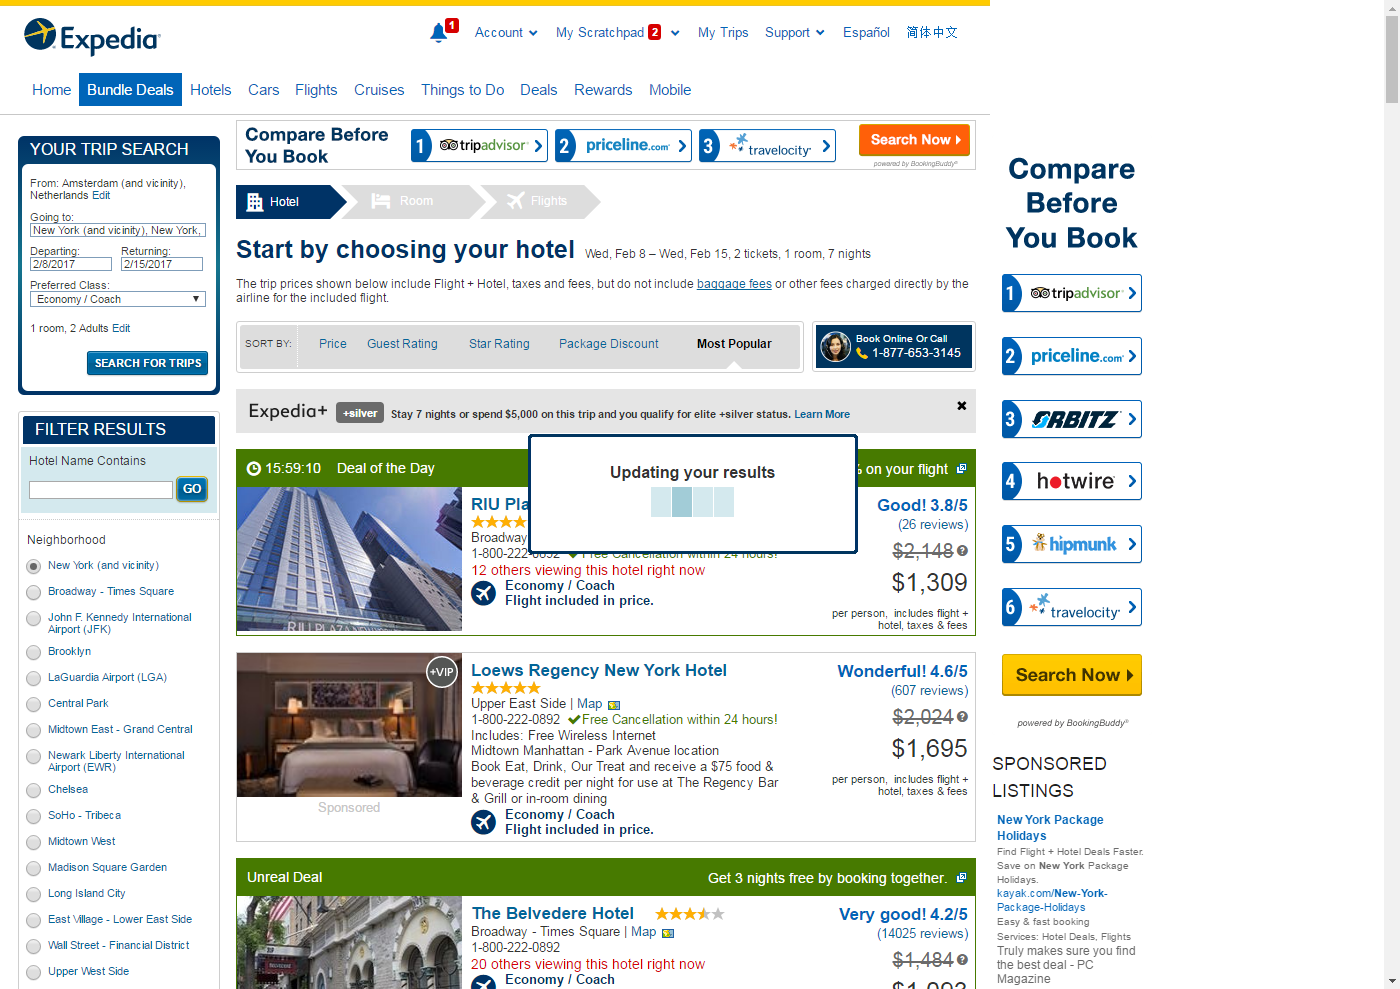 Expedia
1
Account
My Scratchpad 2
My Trips
Support
Español
简体中文
Home
Bundle Deals
Hotels
Cars
Flights
Cruises
Things to Do
Deals
Rewards
Mobile
YOUR TRIP SEARCH
From: Amsterdam (and vicinity),
Netherlands Edit
Going to:
New York (and vicinity), New York,
Departing: Returning:
2/8/2017 2/15/2017
Preferred Class:
Economy / Coach
1 room, 2 Adults Edit
SEARCH FOR TRIPS
FILTER RESULTS
Hotel Name Contains
GO
Neighborhood
New York (and vicinity)
Broadway - Times Square
John F. Kennedy International
Airport (JFK)
Brooklyn
LaGuardia Airport (LGA)
Central Park
Midtown East - Grand Central
Newark Liberty International
Airport (EWR)
Chelsea
SoHo - Tribeca
Midtown West
Madison Square Garden
Long Island City
East Village - Lower East Side
Wall Street - Financial District
Upper West Side
Compare Before
You Book
1 tripadvisor
2 priceline.com
3 travelocity
Search Now
powered by BookingBuddy
Hotel
Room
Flights
Start by choosing your hotel Wed, Feb 8 – Wed, Feb 15, 2 tickets, 1 room, 7 nights
The trip prices shown below include Flight + Hotel, taxes and fees, but do not include baggage fees or other fees charged directly by the
airline for the included flight.
SORT BY: Price Guest Rating Star Rating Package Discount Most Popular
Book Online Or Call
1-877-653-3145
Expedia+ +silver Stay 7 nights or spend $5,000 on this trip and you qualify for elite +silver status. Learn More
Updating your results
15:59:10 Deal of the Day % on your flight
RIU Pla
Broadway
1-800-222-0892 Free Cancellation within 24 hours!
12 others viewing this hotel right now
Economy / Coach
Flight included in price.
Good! 3.8/5
(26 reviews)
$2,148
$1,309
per person, includes flight +
hotel, taxes & fees
RIU PLAZA
+VIP
Sponsored
Loews Regency New York Hotel
Upper East Side | Map
1-800-222-0892 Free Cancellation within 24 hours!
Includes: Free Wireless Internet
Midtown Manhattan - Park Avenue location
Book Eat, Drink, Our Treat and receive a $75 food &
beverage credit per night for use at The Regency Bar
& Grill or in-room dining
Economy / Coach
Flight included in price.
Wonderful! 4.6/5
(607 reviews)
$2,024
$1,695
per person, includes flight +
hotel, taxes & fees
Unreal Deal Get 3 nights free by booking together.
The Belvedere Hotel
Broadway - Times Square | Map
1-800-222-0892
20 others viewing this hotel right now
Economy / Coach
Very good! 4.2/5
(14025 reviews)
$1,484
$1,093
Compare
Before
You Book
1 tripadvisor
2 priceline.com
3 ORBITZ
4 hotwire
5 hipmunk
6 travelocity
Search Now
powered by BookingBuddy
SPONSORED
LISTINGS
New York Package
Holidays
Find Flight + Hotel Deals Faster.
Save on New York Package
Holidays.
kayak.com/New-York-
Package-Holidays
Easy & fast booking
Services: Hotel Deals, Flights
Truly makes sure you find
the best deal - PC
Magazine